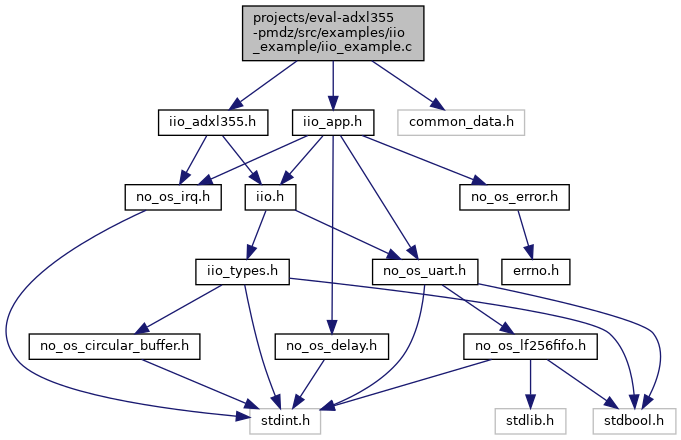 projects/eval-adxl355
-pmdz/src/examples/iio
_example/iio_example.c
iio_adxl355.h
iio_app.h
common_data.h
no_os_irq.h
iio.h
no_os_error.h
iio_types.h
no_os_uart.h
errno.h
no_os_circular_buffer.h
no_os_delay.h
no_os_lf256fifo.h
stdint.h
stdlib.h
stdbool.h